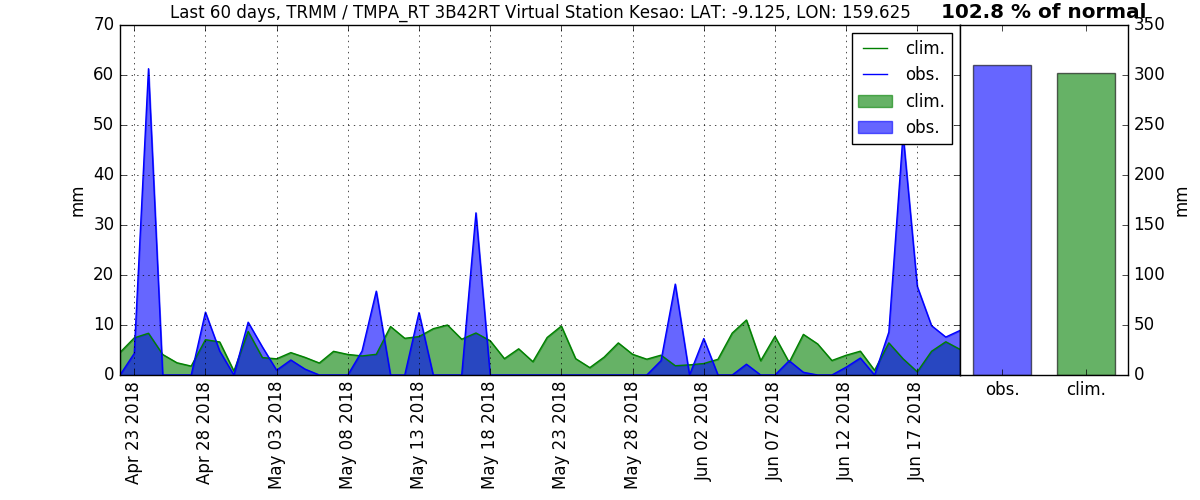 Last 60 days, TRMM / TMPA_RT 3B42RT Virtual Station Kesao: LAT: -9.125, LON: 159.625
102.8 % of normal
70
60
50
40
30
20
10
0
mm
clim.
obs.
clim.
obs.
350
300
250
200
150
100
50
0
mm
Apr 23 2018
Apr 28 2018
May 03 2018
May 08 2018
May 13 2018
May 18 2018
May 23 2018
May 28 2018
Jun 02 2018
Jun 07 2018
Jun 12 2018
Jun 17 2018
obs.
clim.